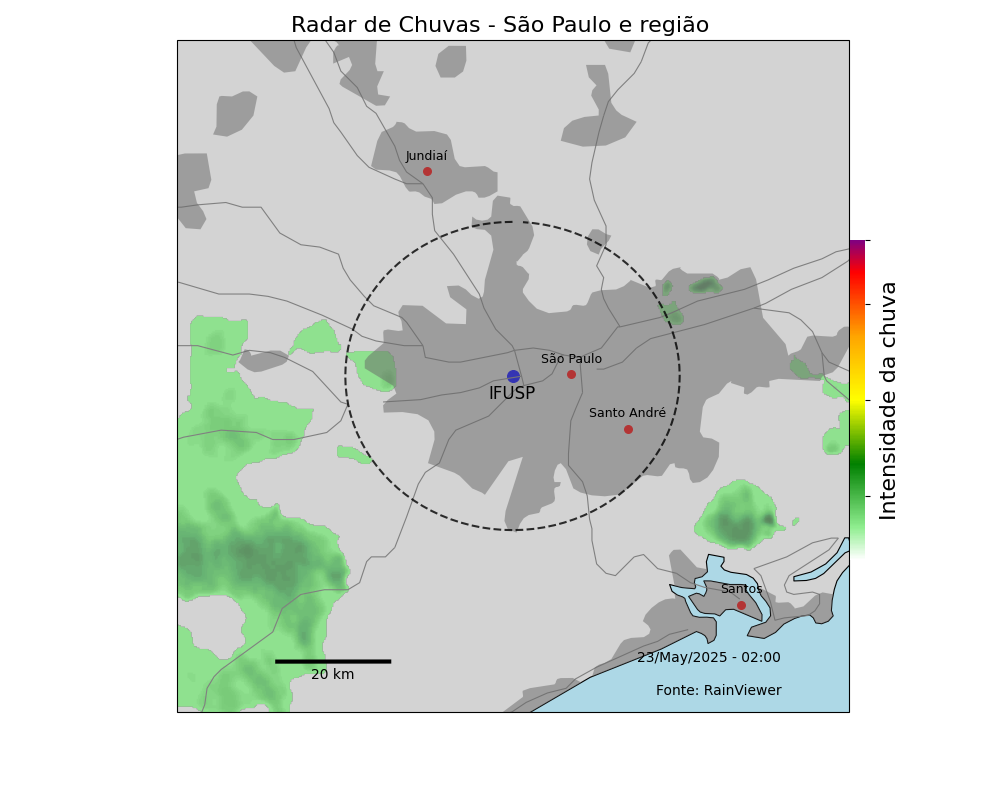 Radar de Chuvas - São Paulo e região
Jundiaí
São Paulo
IFUSP
Santo André
Santos
23/May/2025 - 02:00
20 km
Fonte: RainViewer
Intensidade da chuva